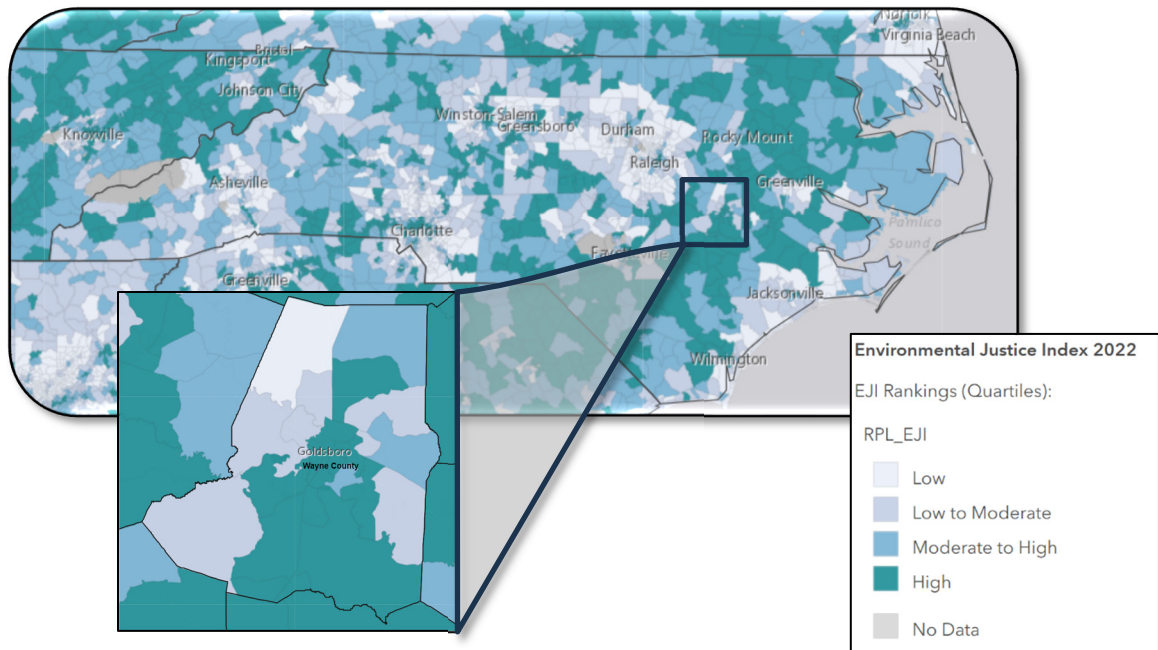 Norfolk
Virginia Beach
Bristol
Kingsport
Johnson City
Winston-Salem
Greensboro
Durham
Rocky Mount
Knoxville
Raleigh
Asheville
Greenville
Pamlico
Sound
Charlotte
Fayetteville
Greenville
Jacksonville
Wilmington
Goldsboro
Wayne County
Environmental Justice Index 2022
EJI Rankings (Quartiles):
RPL_EJI
Low
Low to Moderate
Moderate to High
High
No Data